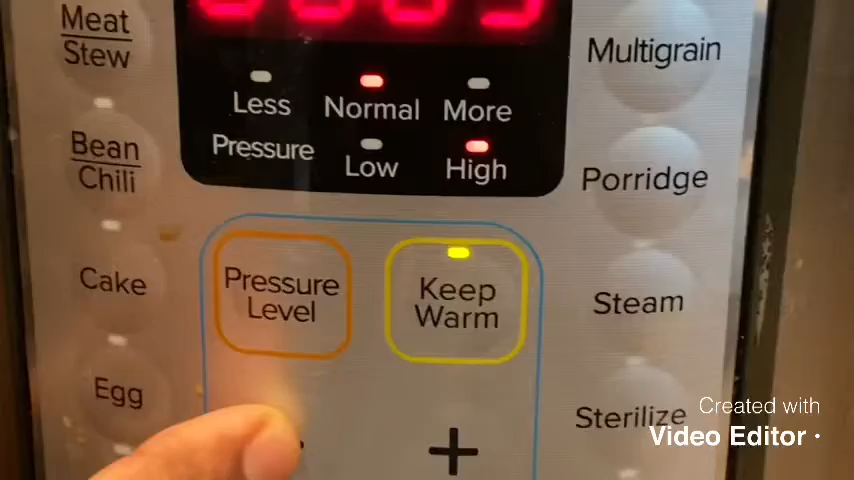 Meat
Stew
Multigrain
Less Normal More
Pressure Low High
Bean
Chili
Porridge
Cake
Pressure
Level
Keep
Warm
Steam
Egg
+
Sterilize
Created with
Video Editor